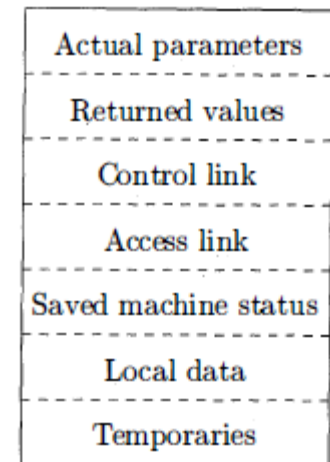 Actual parameters
Returned values
Control link
Access link
Saved machine status
Local data
Temporaries